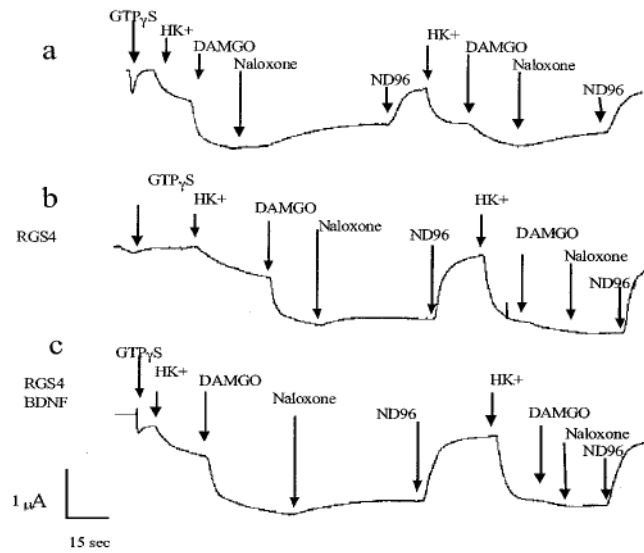 a
GTPγS
HK+
DAMGO
Naloxone
ND96
HK+
DAMGO
Naloxone
ND96
b
RGS4
GTPγS
HK+
DAMGO
Naloxone
ND96
HK+
DAMGO
Naloxone
ND96
c
RGS4
BDNF
GTPγS
HK+
DAMGO
Naloxone
ND96
HK+
DAMGO
Naloxone
ND96
1 μA
15 sec